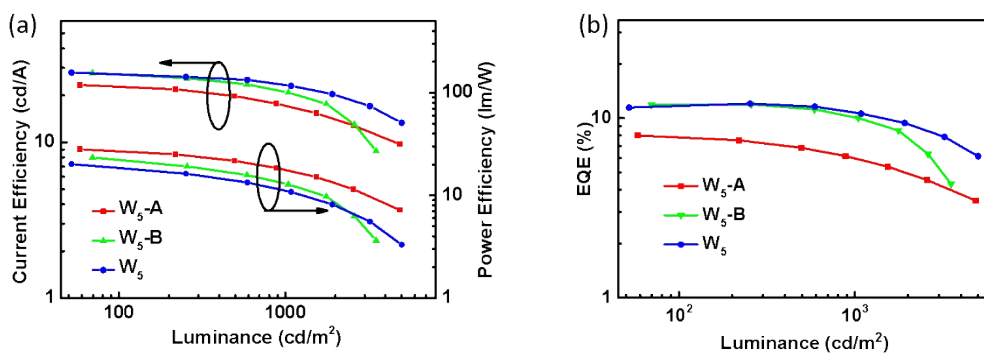 (a)
Current Efficiency (cd/A)
10
1
W₅-A
W₅-B
W₅
100
1000
Luminance (cd/m²)
100
10
1
Power Efficiency (lm/W)
(b)
EQE (%)
10%
1%
W₅-A
W₅-B
W₅
10²
10³
Luminance (cd/m²)